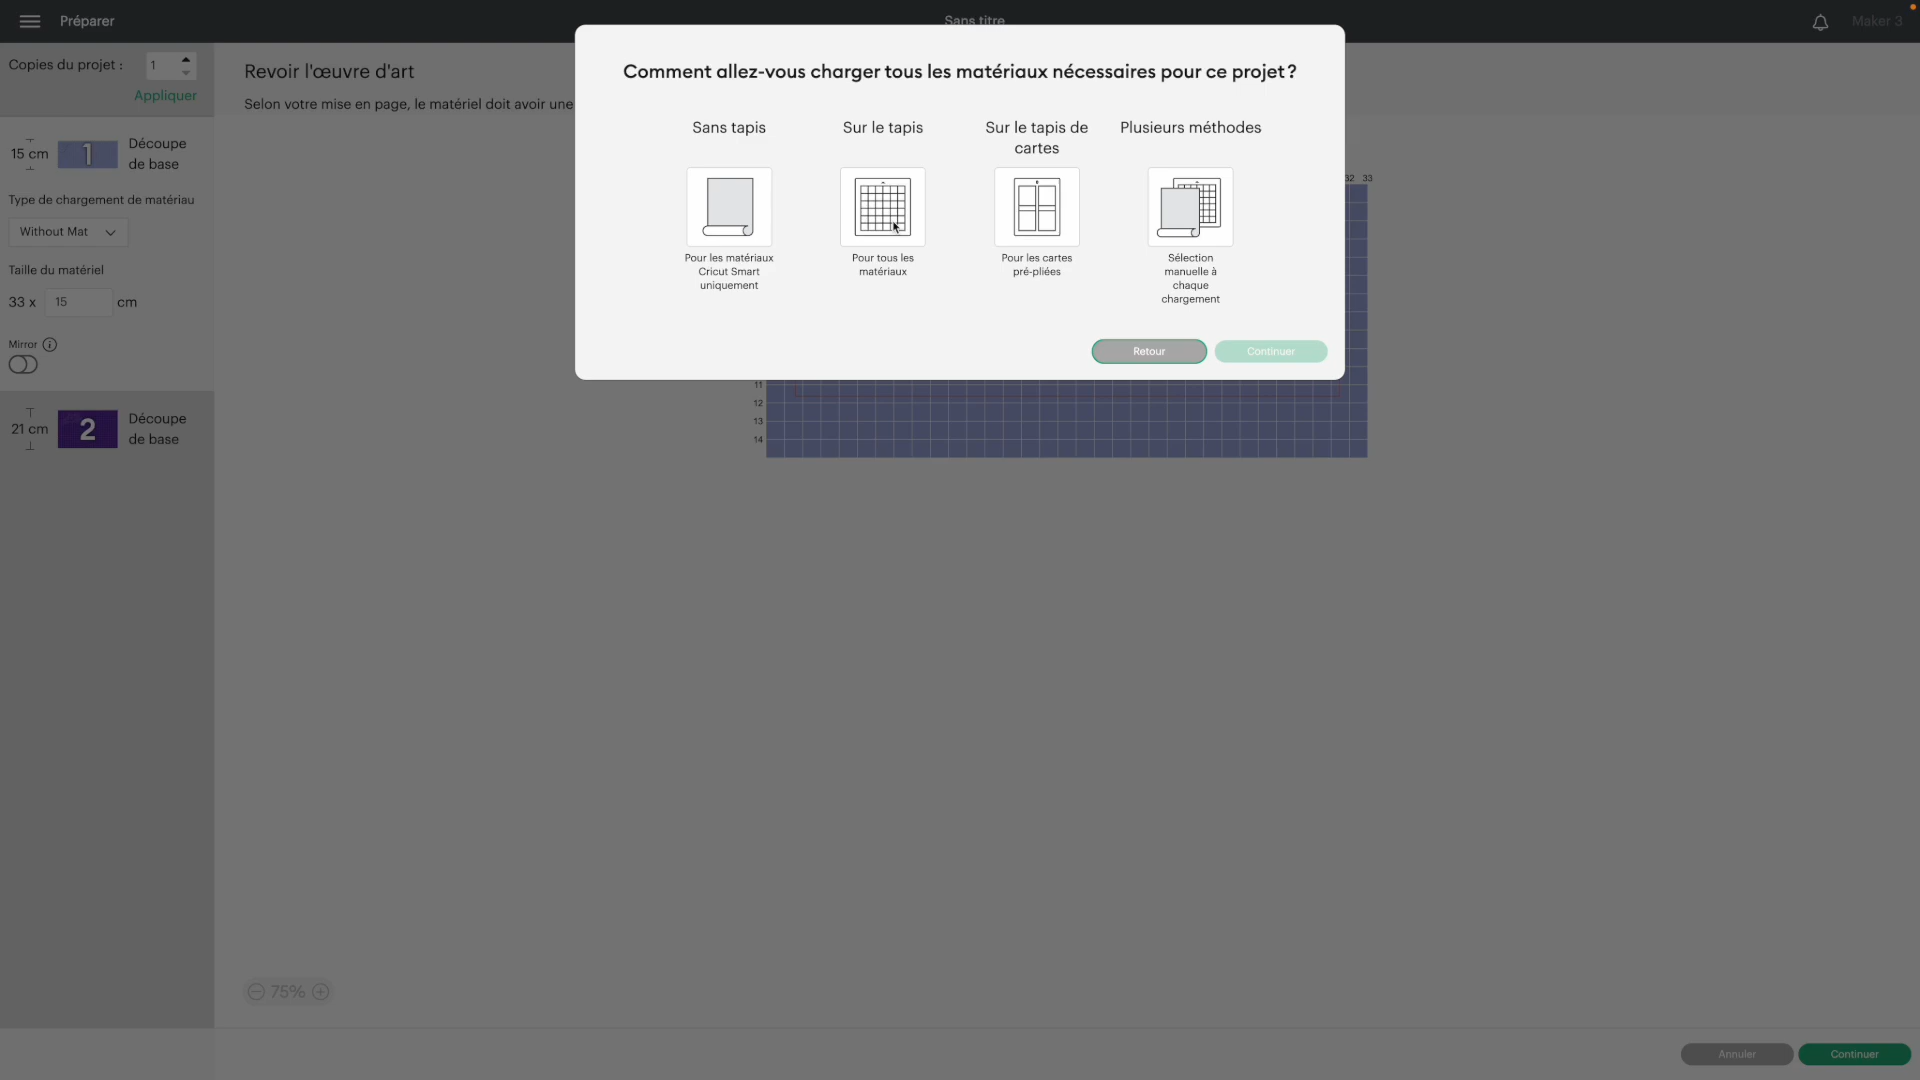 Préparer
Sans titre
Maker 3
Copies du projet :
1
Appliquer
15 cm
1
Découpe
de base
Type de chargement de matériau
Without Mat
Taille du matériel
33 x
15
cm
Mirror
21 cm
2
Découpe
de base
Revoir l'œuvre d'art
Selon votre mise en page, le matériel doit avoir une
Comment allez-vous charger tous les matériaux nécessaires pour ce projet ?
Sans tapis
Pour les matériaux
Cricut Smart
uniquement
Sur le tapis
Pour tous les
matériaux
Sur le tapis de
cartes
Pour les cartes
pré-pliées
Plusieurs méthodes
Sélection
manuelle à
chaque
chargement
Retour
Continuer
32 33
11
12
13
14
75%
Annuler
Continuer